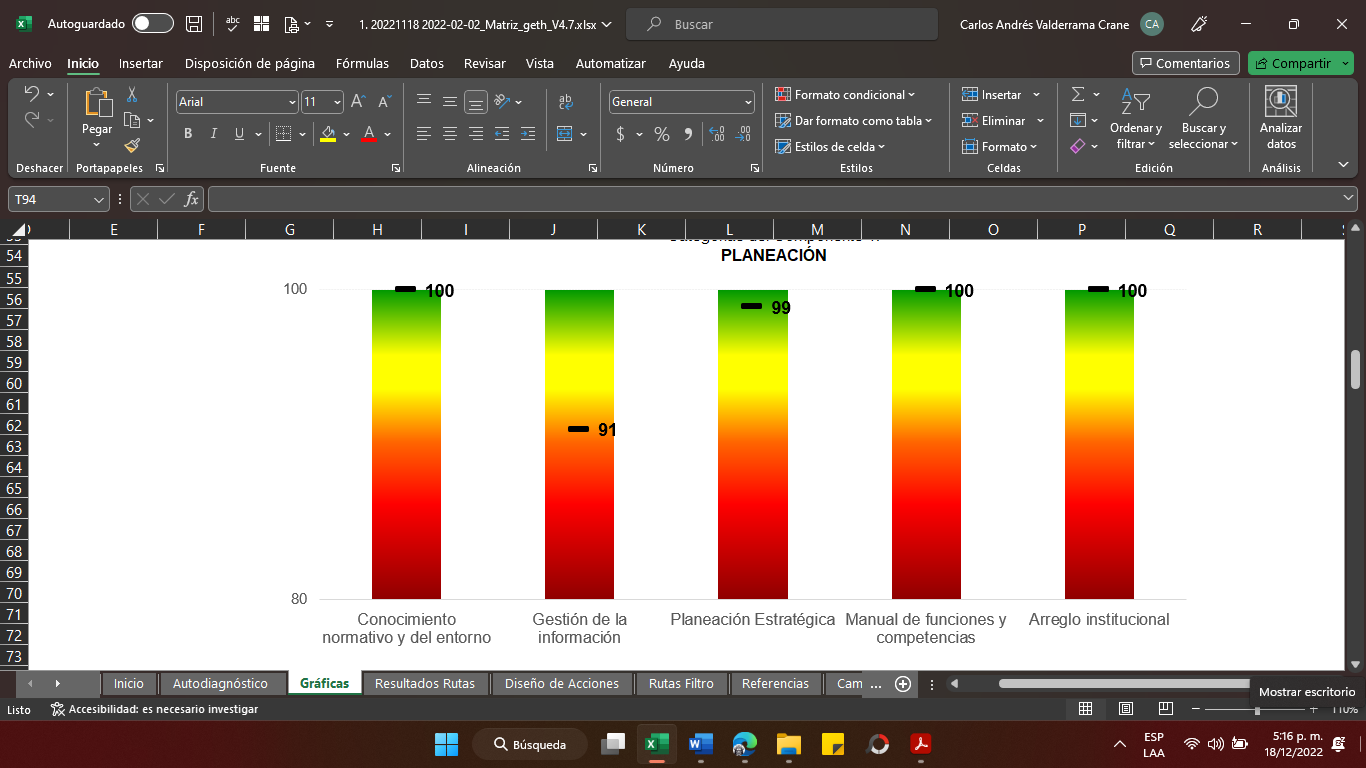 Autoguardado
abc
1. 20221118 2022-02-02_Matriz_geth_V4.7.xlsx
Buscar
Carlos Andrés Valderrama Crane
CA
Archivo Inicio Insertar Disposición de página Fórmulas Datos Revisar Vista Automatizar Ayuda
Comentarios
Compartir
Pegar
Arial
11
N K S
General
$ %
Formato condicional
Dar formato como tabla
Estilos de celda
Insertar
Eliminar
Formato
Ordenar y filtrar
Buscar y seleccionar
Analizar datos
Deshacer Portapapeles Fuente Alineación Número Estilos Celdas Edición Análisis
T94
fx
E F G H I J K L M N O P Q R
54
55
56
57
58
59
60
61
62
63
64
65
66
67
68
69
70
71
72
73
PLANEACIÓN
100
80
100
91
99
100
100
Conocimiento normativo y del entorno
Gestión de la información
Planeación Estratégica
Manual de funciones y competencias
Arreglo institucional
Inicio Autodiagnóstico Gráficas Resultados Rutas Diseño de Acciones Rutas Filtro Referencias Cam ...
Mostrar escritorio
Listo
Accesibilidad: es necesario investigar
110%
Búsqueda
ESP
LAA
5:16 p. m.
18/12/2022